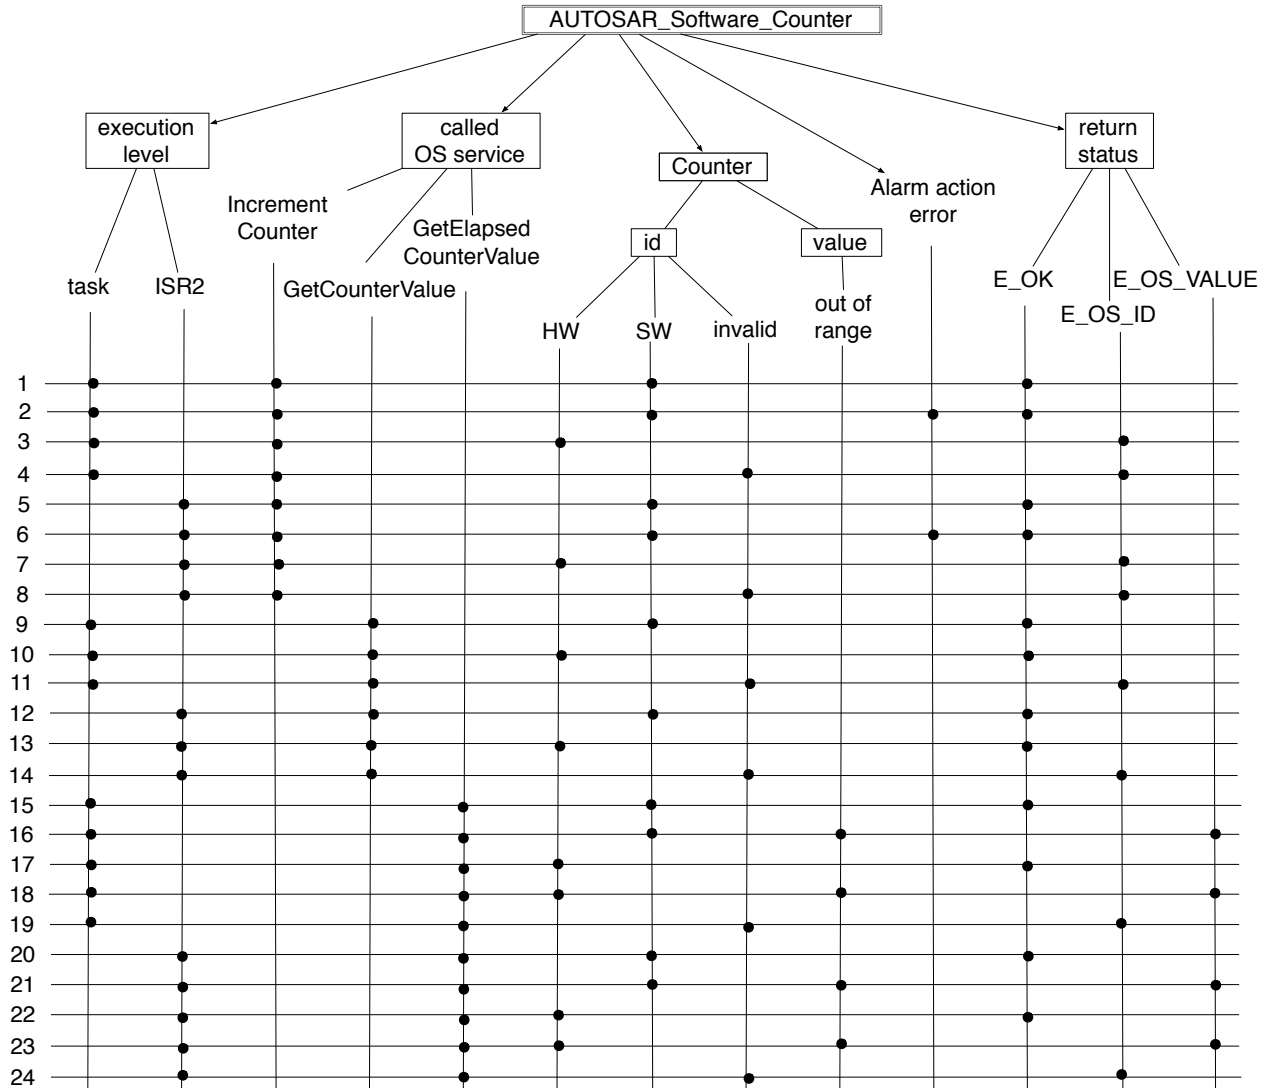 AUTOSAR_Software_Counter
execution
level
called
OS service
Counter
Alarm action
error
return
status
Increment
Counter
GetElapsed
CounterValue
id
value
task
ISR2
GetCounterValue
HW
SW
invalid
out of
range
E_OK
E_OS_VALUE
E_OS_ID
1
2
3
4
5
6
7
8
9
10
11
12
13
14
15
16
17
18
19
20
21
22
23
24